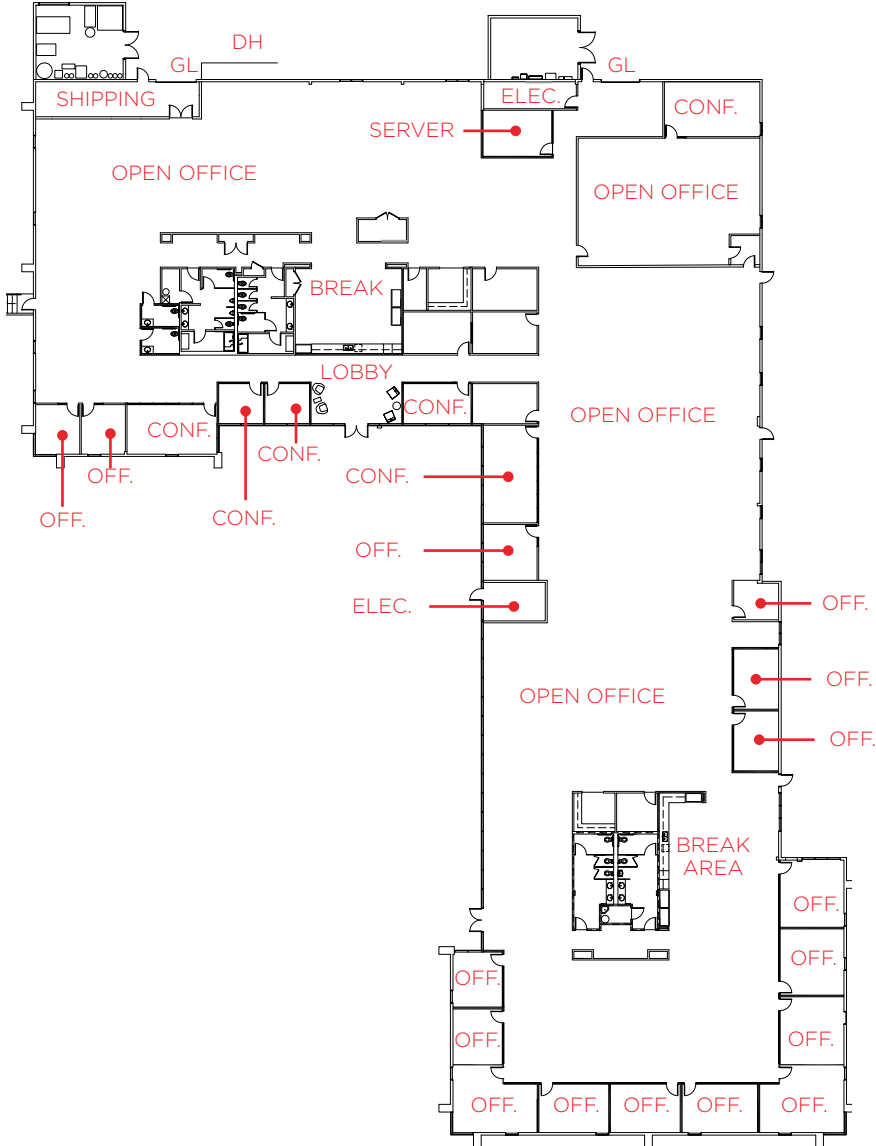 DH
GL
GL
SHIPPING
ELEC.
CONF.
SERVER
OPEN OFFICE
OPEN OFFICE
BREAK
LOBBY
CONF.
OPEN OFFICE
CONF.
CONF.
OFF.
CONF.
OFF.
CONF.
OFF.
ELEC.
OFF.
OFF.
OPEN OFFICE
OFF.
BREAK
AREA
OFF.
OFF.
OFF.
OFF.
OFF.
OFF.
OFF.
OFF.
OFF.
OFF.